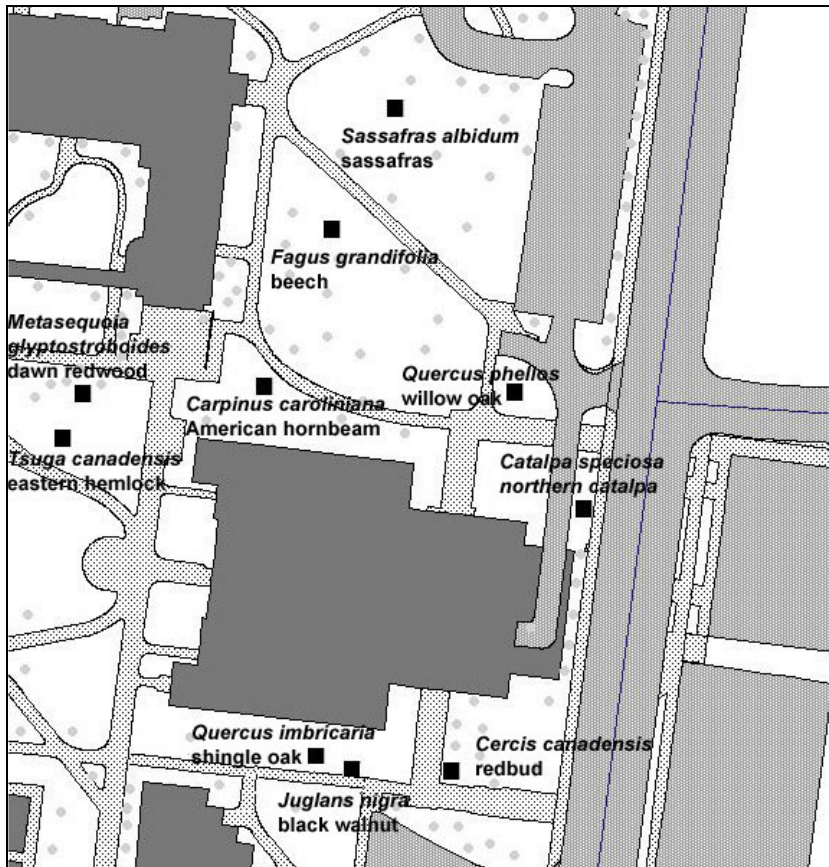 Sassafras albidum
sassafras
Fagus grandifolia
beech
Metasequoia
glyptostroboides
dawn redwood
Quercus phellos
willow oak
Carpinus caroliniana
American hornbeam
Tsuga canadensis
eastern hemlock
Catalpa speciosa
northern catalpa
Quercus imbricaria
shingle oak
Cercis canadensis
redbud
Juglans nigra
black walnut